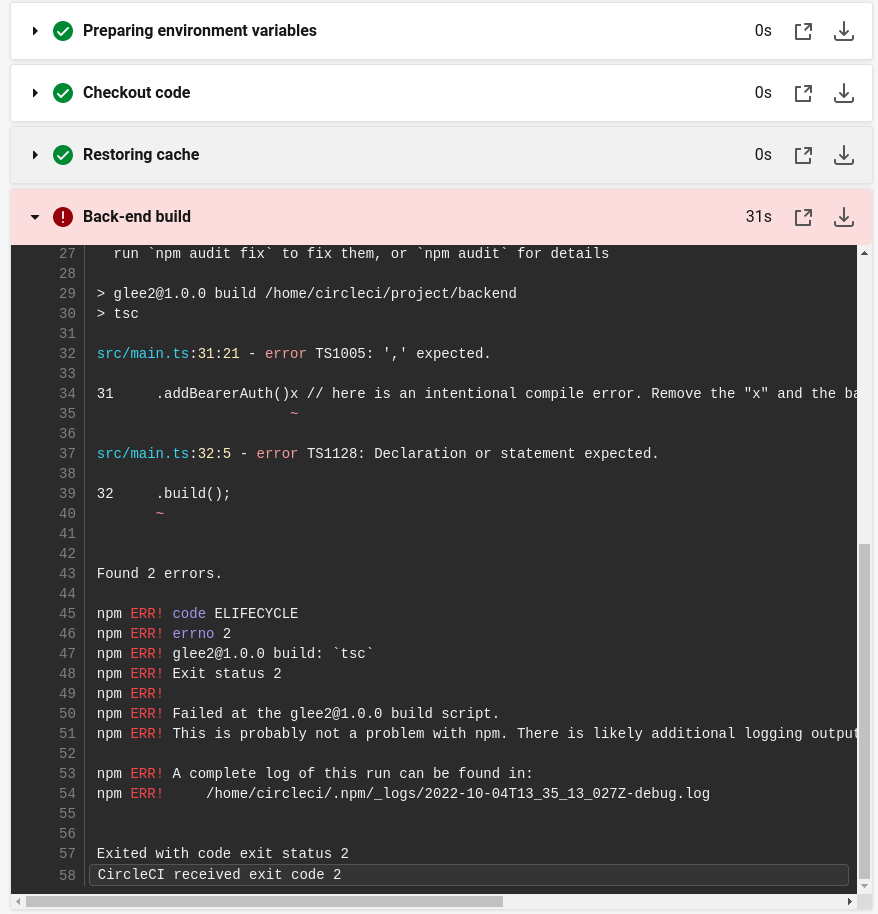 Preparing environment variables 0s
Checkout code 0s
Restoring cache 0s
Back-end build 31s
27 run `npm audit fix` to fix them, or `npm audit` for details
28
29 > glee2@1.0.0 build /home/circleci/project/backend
30 > tsc
31
32 src/main.ts:31:21 - error TS1005: ',' expected.
33
34 31     .addBearerAuth()x // here is an intentional compile error. Remove the "x" and the ba
35 ~
36
37 src/main.ts:32:5 - error TS1128: Declaration or statement expected.
38
39 32     .build();
40 ~
41
42
43 Found 2 errors.
44
45 npm ERR! code ELIFECYCLE
46 npm ERR! errno 2
47 npm ERR! glee2@1.0.0 build: `tsc`
48 npm ERR! Exit status 2
49 npm ERR!
50 npm ERR! Failed at the glee2@1.0.0 build script.
51 npm ERR! This is probably not a problem with npm. There is likely additional logging output
52
53 npm ERR! A complete log of this run can be found in:
54 npm ERR!     /home/circleci/.npm/_logs/2022-10-04T13_35_13_027Z-debug.log
55
56
57 Exited with code exit status 2
58 CircleCI received exit code 2